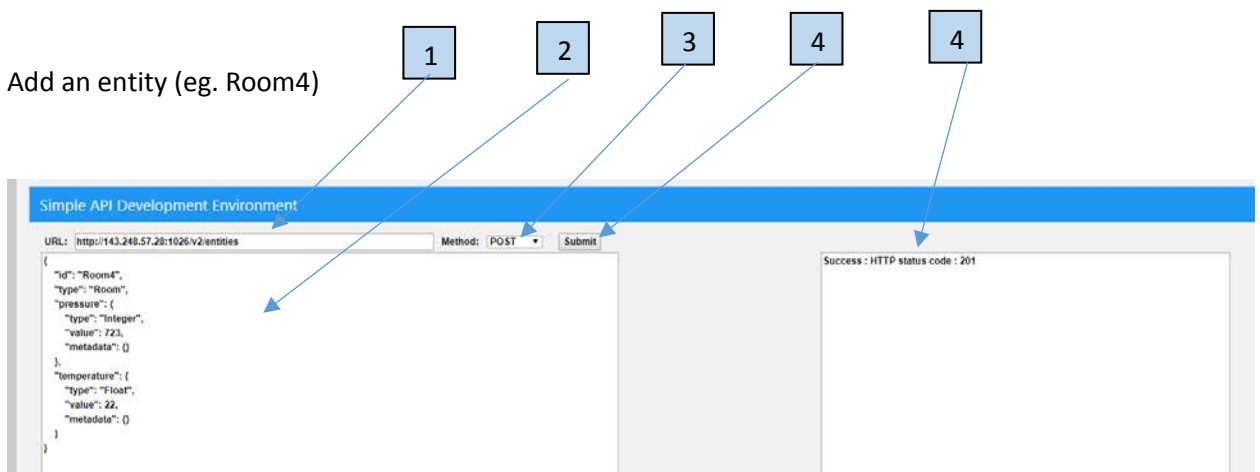 1 2 3 4 4
Add an entity (eg. Room4)
Simple API Development Environment
URL: http://143.248.57.28:1026/v2/entities Method: POST Submit
{
"id": "Room4",
"type": "Room",
"pressure": {
"type": "Integer",
"value": 723,
"metadata": {}
},
"temperature": {
"type": "Float",
"value": 22,
"metadata": {}
}
}
Success : HTTP status code : 201